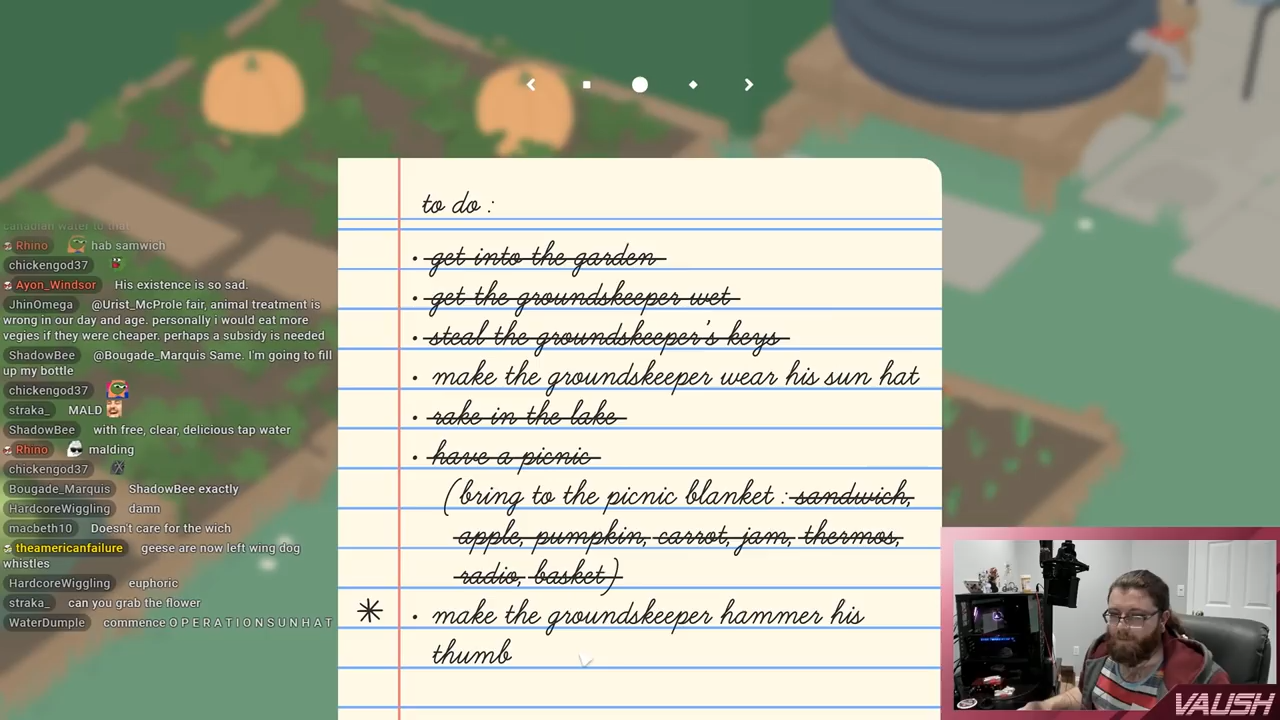 to do :
• get into the garden
• get the groundskeeper wet
• steal the groundskeeper's keys
• make the groundskeeper wear his sun hat
• rake in the lake
• have a picnic
(bring to the picnic blanket : sandwich,
apple, pumpkin, carrot, jam, thermos,
radio, basket)
• make the groundskeeper hammer his
thumb
canadian water to that
Rhino hab samwich
chickengod37
Ayon_Windsor His existence is so sad.
JhinOmega @Urist_McProle fair, animal treatment is
wrong in our day and age. personally i would eat more
vegies if they were cheaper. perhaps a subsidy is needed
ShadowBee @Bougade_Marquis Same. I'm going to fill
up my bottle
chickengod37
straka_ MALD
ShadowBee with free, clear, delicious tap water
Rhino malding
chickengod37
Bougade_Marquis ShadowBee exactly
HardcoreWiggling damn
macbeth10 Doesn't care for the wich
theamericanfailure geese are now left wing dog
whistles
HardcoreWiggling euphoric
straka_ can you grab the flower
WaterDumple commence O P E R A T I O N S U N H A T
VAUSH